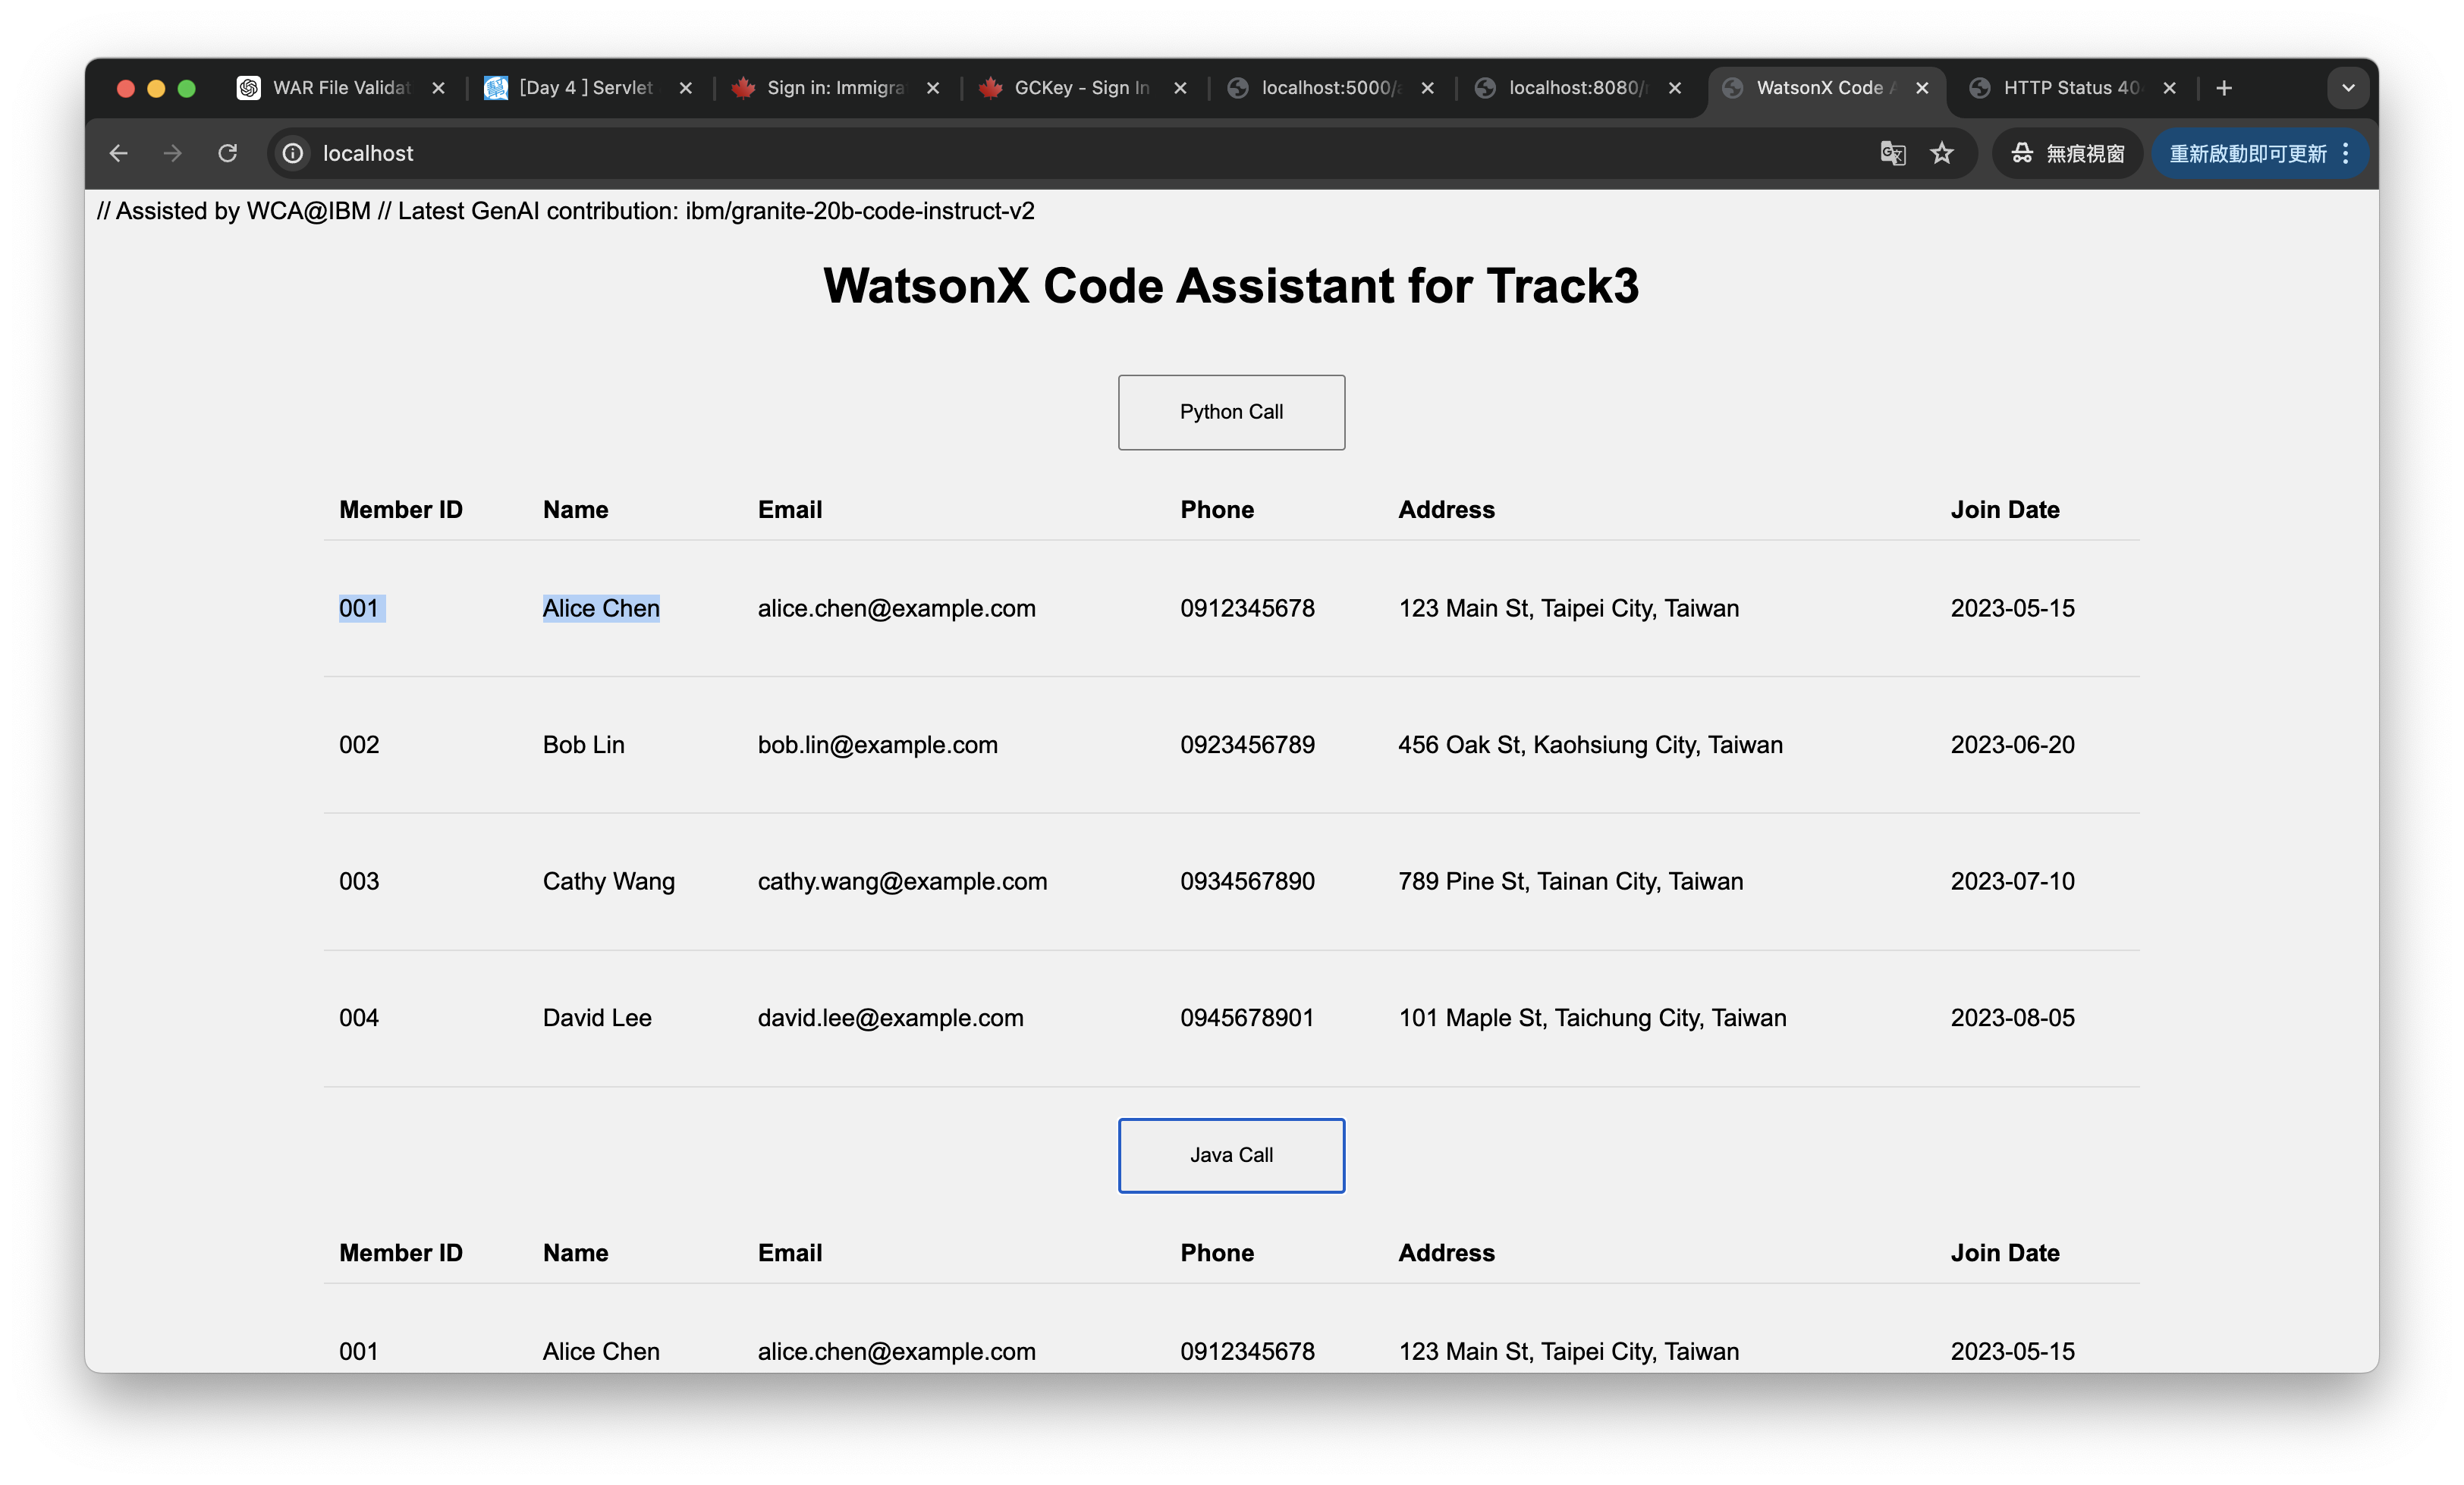 WAR File Validat
[Day 4 ] Servlet
Sign in: Immigra
GCKey - Sign In
localhost:5000/
localhost:8080/
WatsonX Code A
HTTP Status 40
localhost
無痕視窗
重新啟動即可更新
// Assisted by WCA@IBM // Latest GenAI contribution: ibm/granite-20b-code-instruct-v2
WatsonX Code Assistant for Track3
Python Call
Member ID Name Email Phone Address Join Date
001 Alice Chen alice.chen@example.com 0912345678 123 Main St, Taipei City, Taiwan 2023-05-15
002 Bob Lin bob.lin@example.com 0923456789 456 Oak St, Kaohsiung City, Taiwan 2023-06-20
003 Cathy Wang cathy.wang@example.com 0934567890 789 Pine St, Tainan City, Taiwan 2023-07-10
004 David Lee david.lee@example.com 0945678901 101 Maple St, Taichung City, Taiwan 2023-08-05
Java Call
Member ID Name Email Phone Address Join Date
001 Alice Chen alice.chen@example.com 0912345678 123 Main St, Taipei City, Taiwan 2023-05-15